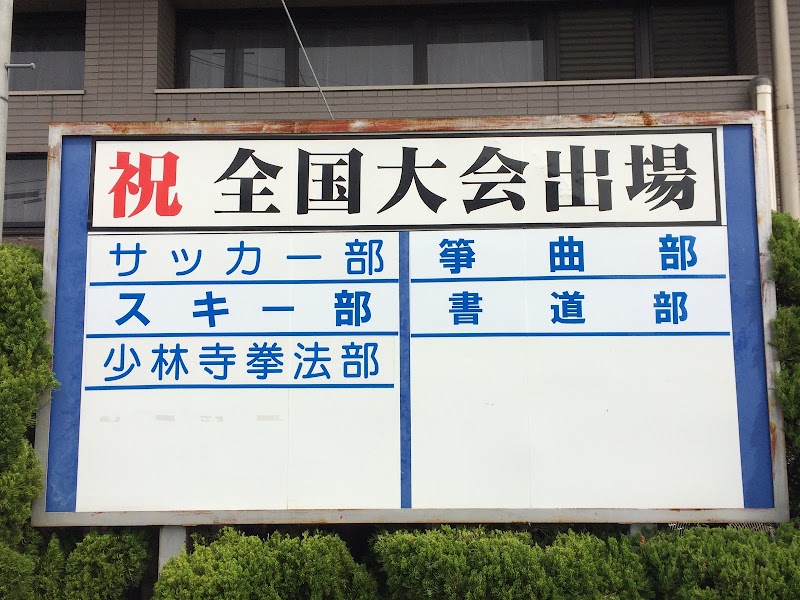 祝 全国大会出場
サッカー部
スキー部
少林寺拳法部
箏曲部
書道部